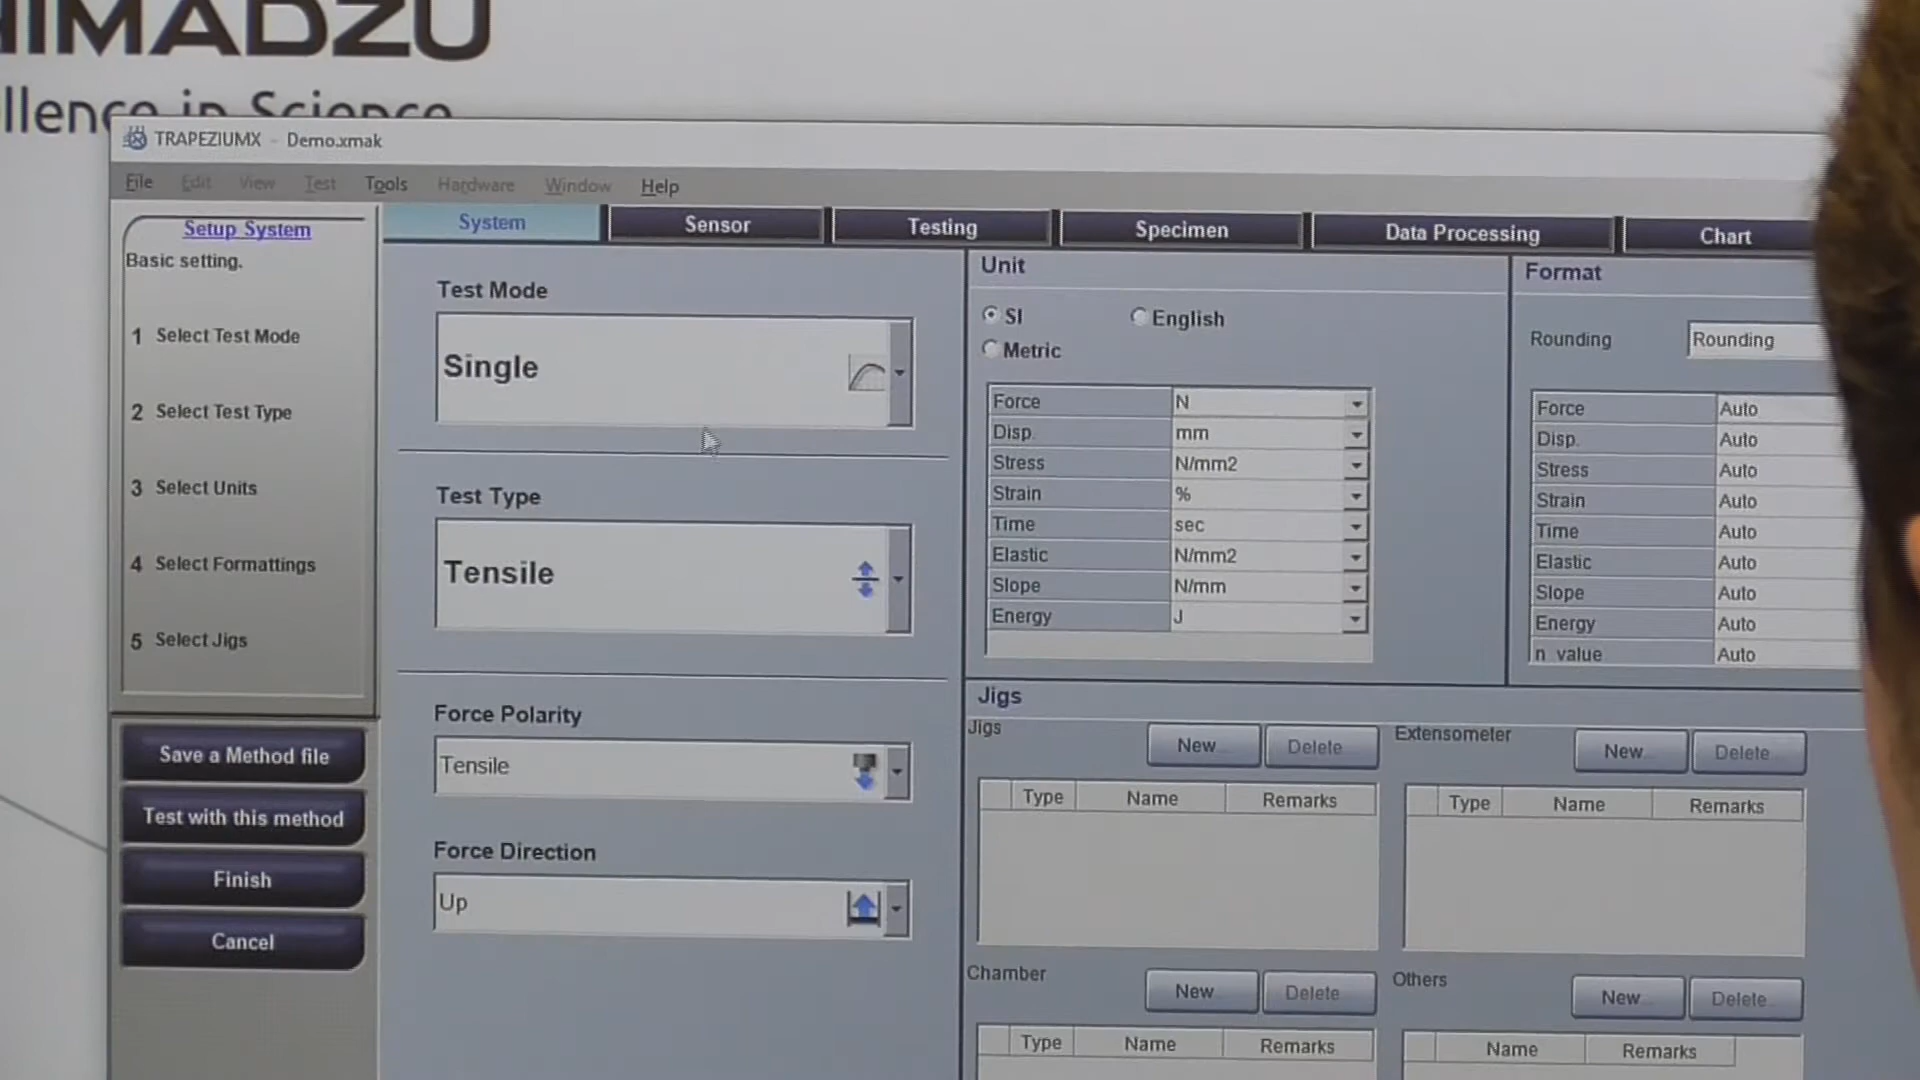 HIMADZU
llence in Science
TRAPEZIUMX - Demo.xmak
File Edit View Test Tools Hardware Window Help
Setup System
Basic setting.
1 Select Test Mode
2 Select Test Type
3 Select Units
4 Select Formattings
5 Select Jigs
Save a Method file
Test with this method
Finish
Cancel
System Sensor Testing Specimen Data Processing Chart
Test Mode
Single
Test Type
Tensile
Force Polarity
Tensile
Force Direction
Up
Unit
SI English
Metric
Force N
Disp. mm
Stress N/mm2
Strain %
Time sec
Elastic N/mm2
Slope N/mm
Energy J
Format
Rounding Rounding
Force Auto
Disp. Auto
Stress Auto
Strain Auto
Time Auto
Elastic Auto
Slope Auto
Energy Auto
n value Auto
Jigs
Jigs New Delete
Type Name Remarks
Extensometer New Delete
Type Name Remarks
Chamber New Delete
Type Name Remarks
Others New Delete
Name Remarks